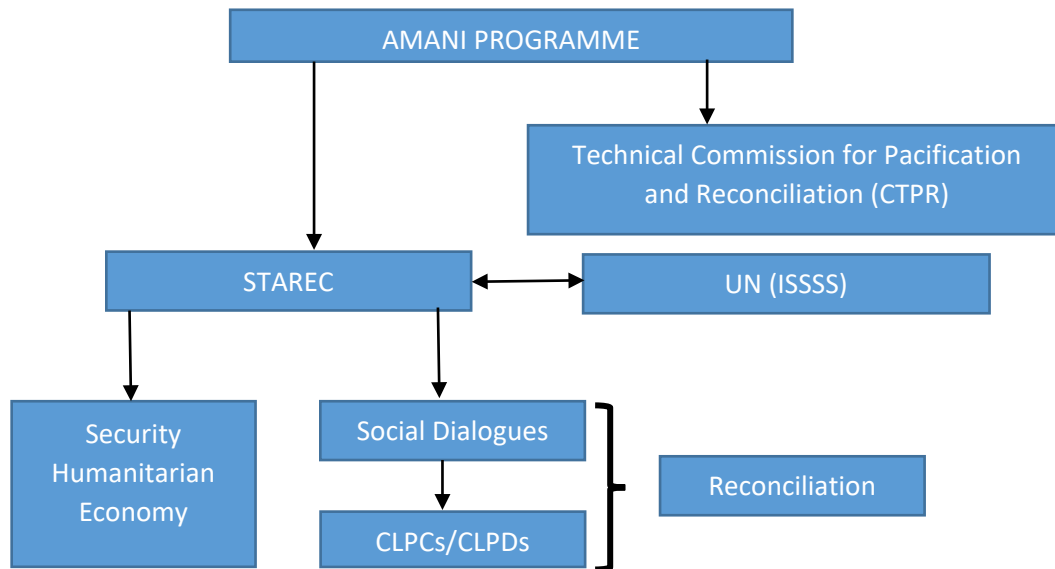 AMANI PROGRAMME
Technical Commission for Pacification
and Reconciliation (CTPR)
STAREC
UN (ISSSS)
Security
Humanitarian
Economy
Social Dialogues
CLPCs/CLPDs
Reconciliation